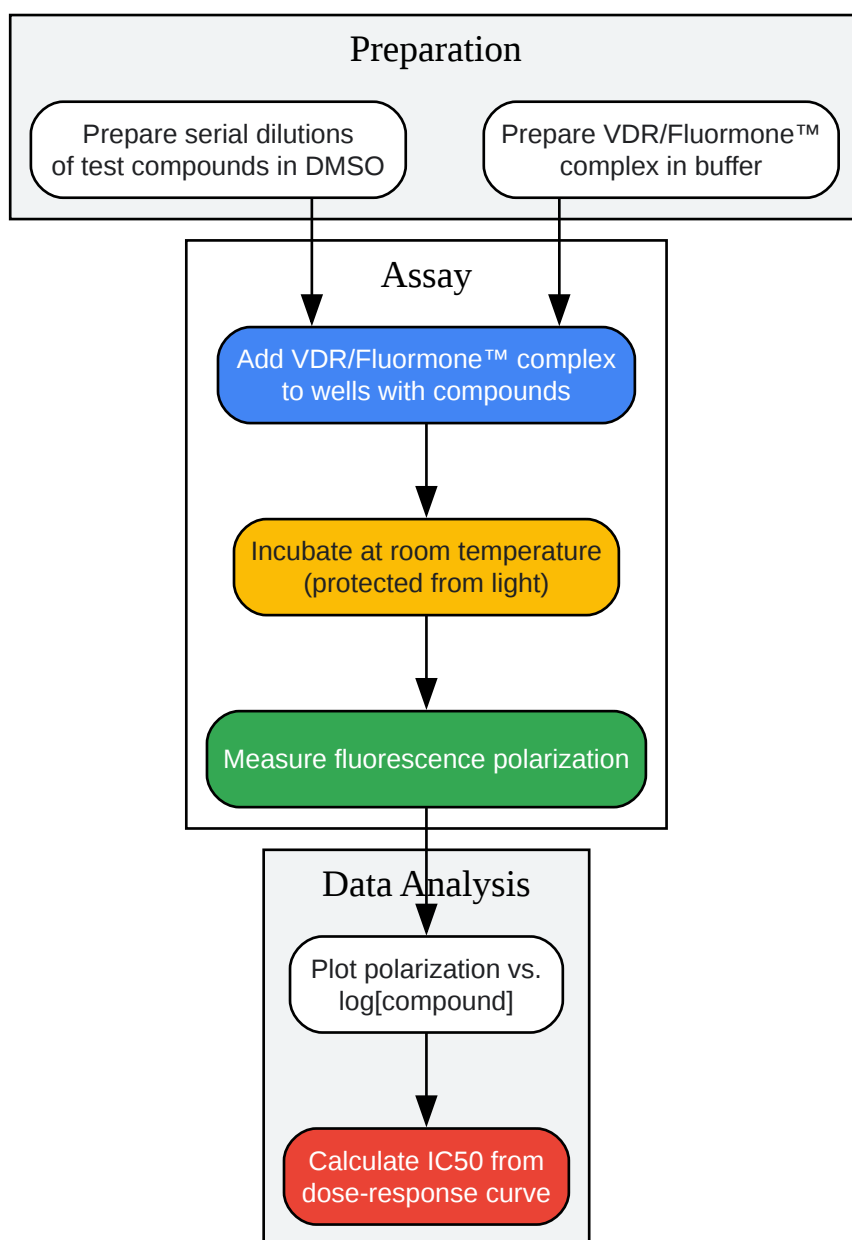 Preparation
Prepare serial dilutions
of test compounds in DMSO
Prepare VDR/Fluormone™
complex in buffer
Assay
Add VDR/Fluormone™ complex
to wells with compounds
Incubate at room temperature
(protected from light)
Measure fluorescence polarization
Data Analysis
Plot polarization vs.
log[compound]
Calculate IC50 from
dose-response curve